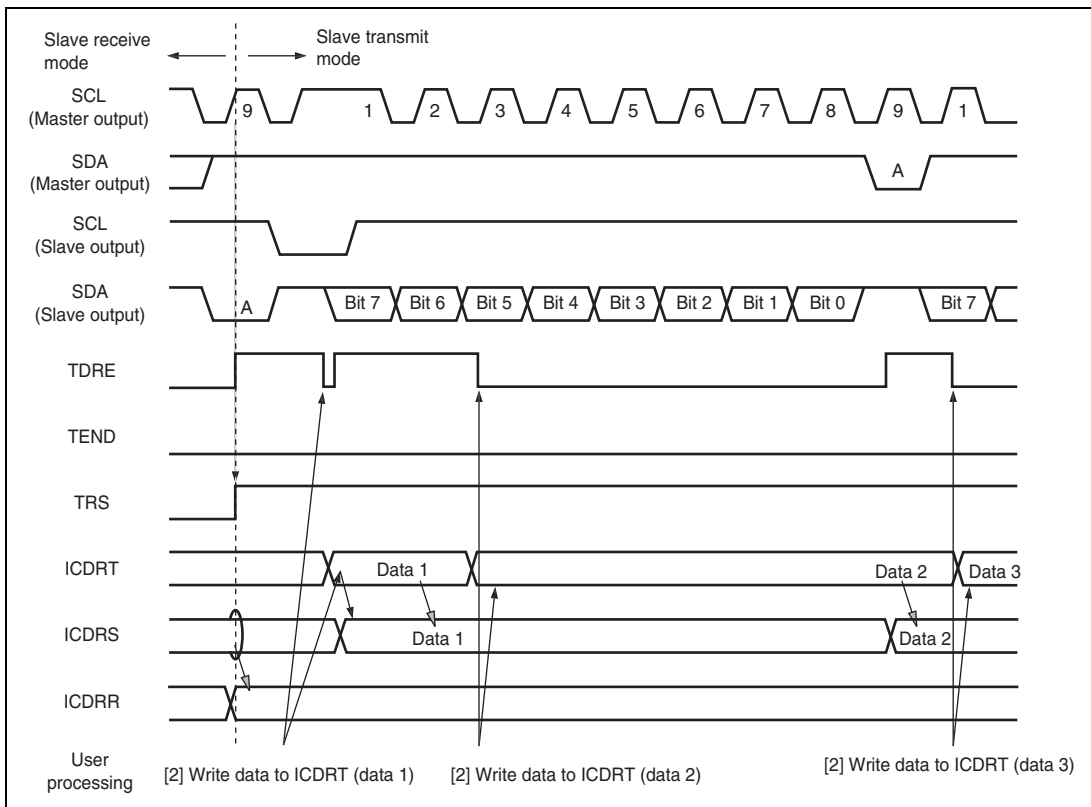 Slave receive
mode
Slave transmit
mode
SCL
(Master output)
9 1 2 3 4 5 6 7 8 9 1
SDA
(Master output)
A
SCL
(Slave output)
SDA
(Slave output)
A Bit 7 Bit 6 Bit 5 Bit 4 Bit 3 Bit 2 Bit 1 Bit 0 Bit 7
TDRE
TEND
TRS
ICDRT
Data 1 Data 2 Data 3
ICDRS
Data 1 Data 2
ICDRR
User
processing
[2] Write data to ICDRT (data 1) [2] Write data to ICDRT (data 2) [2] Write data to ICDRT (data 3)